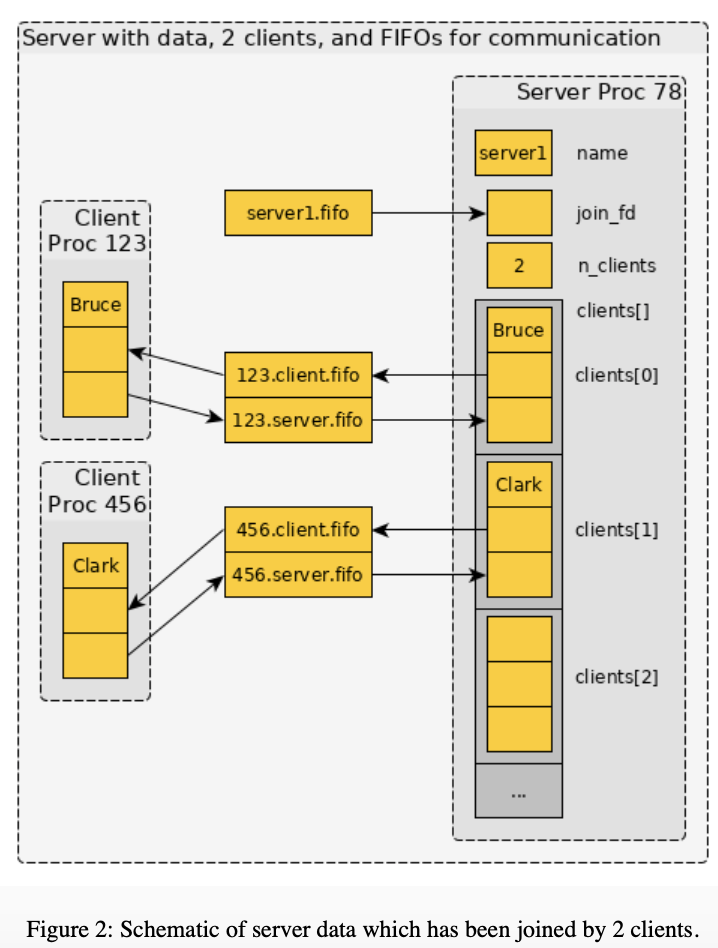 Server with data, 2 clients, and FIFOs for communication
Server Proc 78
server1 name
server1.fifo join_fd
2 n_clients
clients[]
Client
Proc 123
Bruce
Bruce
123.client.fifo clients[0]
123.server.fifo
Client
Proc 456
Clark
Clark
456.client.fifo clients[1]
456.server.fifo
clients[2]
...
Figure 2: Schematic of server data which has been joined by 2 clients.